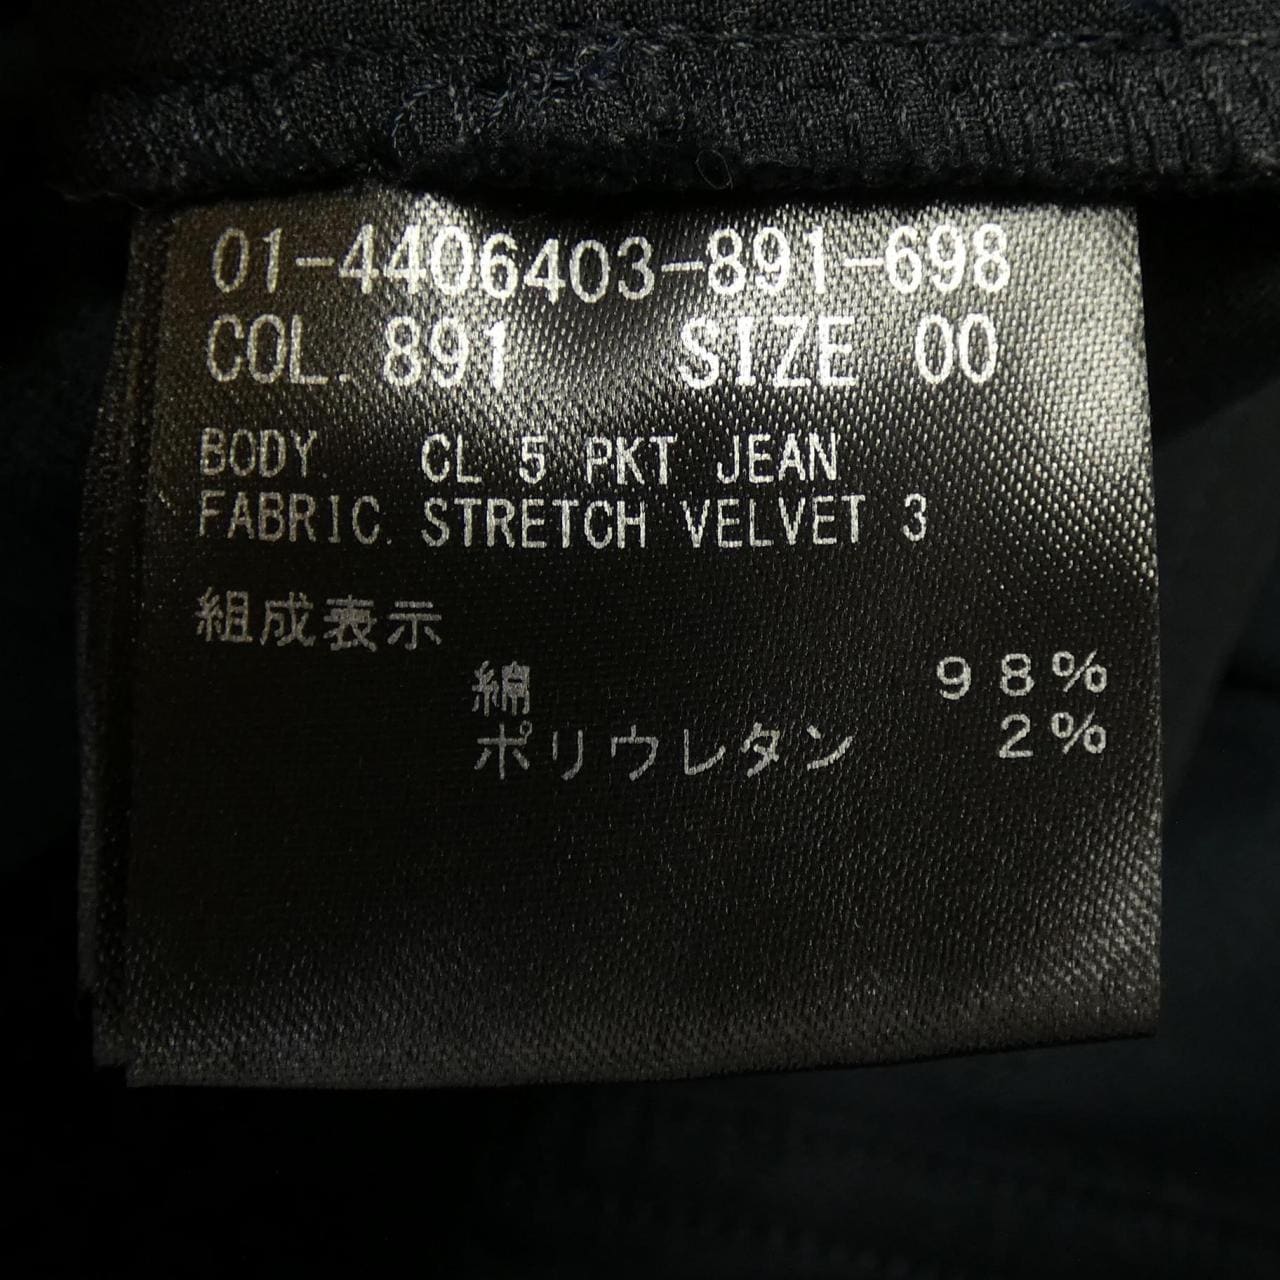 01-4406403-891-698
COL. 891 SIZE 00
BODY. CL 5 PKT JEAN
FABRIC. STRETCH VELVET 3
組成表示
綿 98%
ポリウレタン 2%